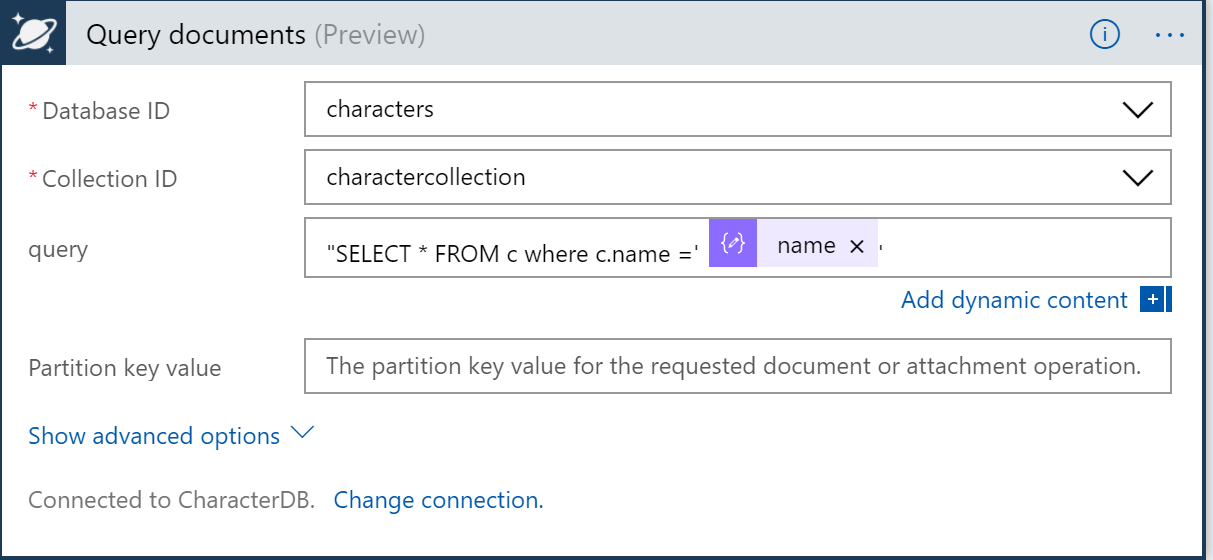 Query documents (Preview)
* Database ID characters
* Collection ID charactercollection
query "SELECT * FROM c where c.name =' name × '
Add dynamic content
Partition key value The partition key value for the requested document or attachment operation.
Show advanced options
Connected to CharacterDB. Change connection.